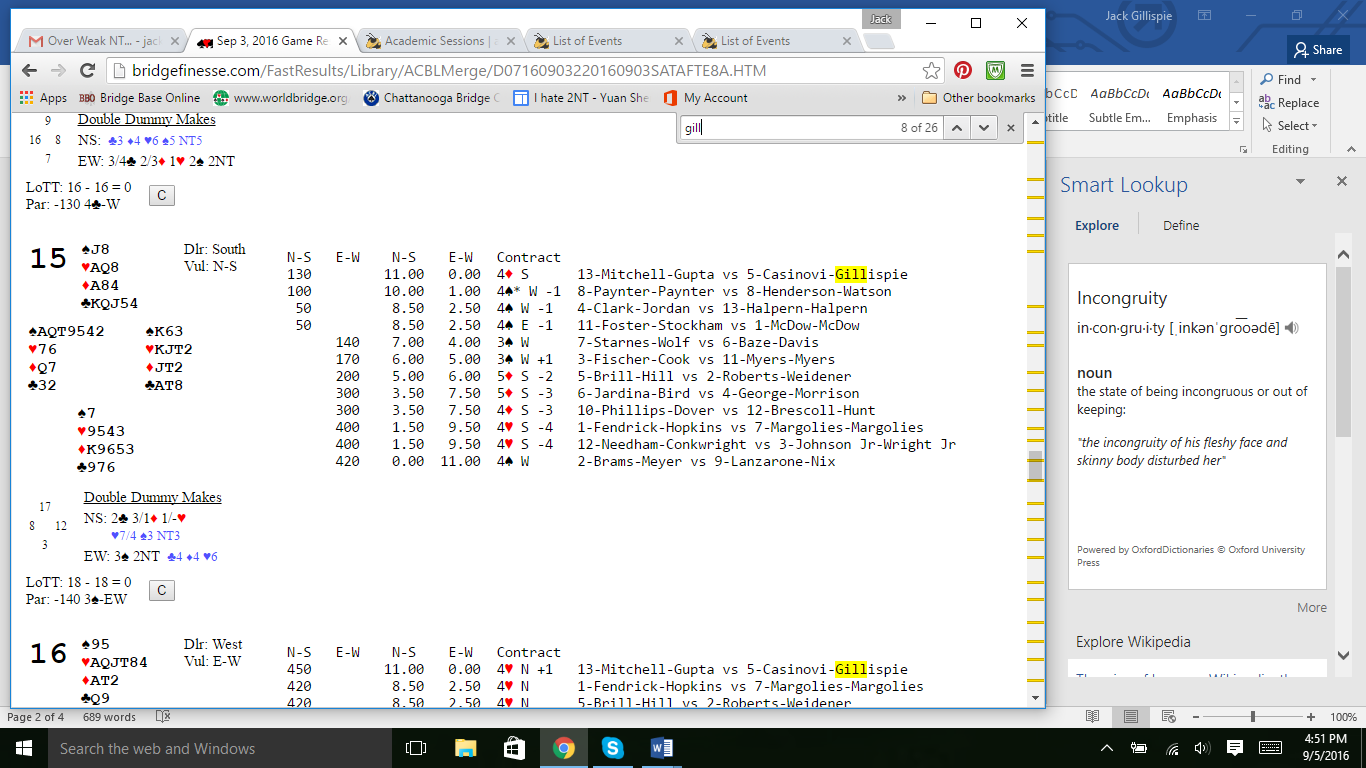 Jack
Jack Gillispie
Over Weak NT... - jac
Sep 3, 2016 Game Re
Academic Sessions | a
List of Events
List of Events
Share
bridgefinesse.com/FastResults/Library/ACBLMerge/D07160903220160903SATAFTE8A.HTM
Apps
BBO Bridge Base Online
www.worldbridge.org
Chattanooga Bridge C
I hate 2NT - Yuan She
My Account
»
Other bookmarks
gill
8 of 26
btitle
AaBbCcDc
Subtle Em...
AaBbCcDc
Emphasis
Find
Replace
Select
Editing
9
16 8
7
Double Dummy Makes
NS: ♣3 ♦4 ♥6 ♠5 NT5
EW: 3/4♣ 2/3♦ 1♥ 2♠ 2NT
LoTT: 16 - 16 = 0
Par: -130 4♣-W
C
15
♠J8
♥AQ8
♦A84
♣KQJ54
Dlr: South
Vul: N-S
♠AQT9542
♥76
♦Q7
♣32
♠K63
♥KJT2
♦JT2
♣AT8
♠7
♥9543
♦K9653
♣976
N-S E-W N-S E-W Contract
130 11.00 0.00 4♦ S 13-Mitchell-Gupta vs 5-Casinovi-Gillispie
100 10.00 1.00 4♠* W -1 8-Paynter-Paynter vs 8-Henderson-Watson
50 8.50 2.50 4♠ W -1 4-Clark-Jordan vs 13-Halpern-Halpern
50 8.50 2.50 4♠ E -1 11-Foster-Stockham vs 1-McDow-McDow
140 7.00 4.00 3♠ W 7-Starnes-Wolf vs 6-Baze-Davis
170 6.00 5.00 3♠ W +1 3-Fischer-Cook vs 11-Myers-Myers
200 5.00 6.00 5♦ S -2 5-Brill-Hill vs 2-Roberts-Weidener
300 3.50 7.50 5♦ S -3 6-Jardina-Bird vs 4-George-Morrison
300 3.50 7.50 4♦ S -3 10-Phillips-Dover vs 12-Brescoll-Hunt
400 1.50 9.50 4♥ S -4 1-Fendrick-Hopkins vs 7-Margolies-Margolies
400 1.50 9.50 4♥ S -4 12-Needham-Conkwright vs 3-Johnson Jr-Wright Jr
420 0.00 11.00 4♠ W 2-Brams-Meyer vs 9-Lanzarone-Nix
17
8 12
3
Double Dummy Makes
NS: 2♣ 3/1♦ 1/-♥
♥7/4 ♠3 NT3
EW: 3♠ 2NT ♣4 ♦4 ♥6
LoTT: 18 - 18 = 0
Par: -140 3♠-EW
C
16
♠95
♥AQJT84
♦AT2
♣Q9
Dlr: West
Vul: E-W
N-S E-W N-S E-W Contract
450 11.00 0.00 4♥ N +1 13-Mitchell-Gupta vs 5-Casinovi-Gillispie
420 8.50 2.50 4♥ N 1-Fendrick-Hopkins vs 7-Margolies-Margolies
420 8.50 2.50 4♥ N 5-Brill-Hill vs 2-Roberts-Weidener
Smart Lookup
Explore
Define
Incongruity
in·con·gru·i·ty [ˌinkənˈgro͞oədē]
noun
the state of being incongruous or out of
keeping:
"the incongruity of his fleshy face and
skinny body disturbed her"
Powered by OxfordDictionaries © Oxford University
Press
More
Explore Wikipedia
Page 2 of 4
689 words
100%
Search the web and Windows
4:51 PM
9/5/2016